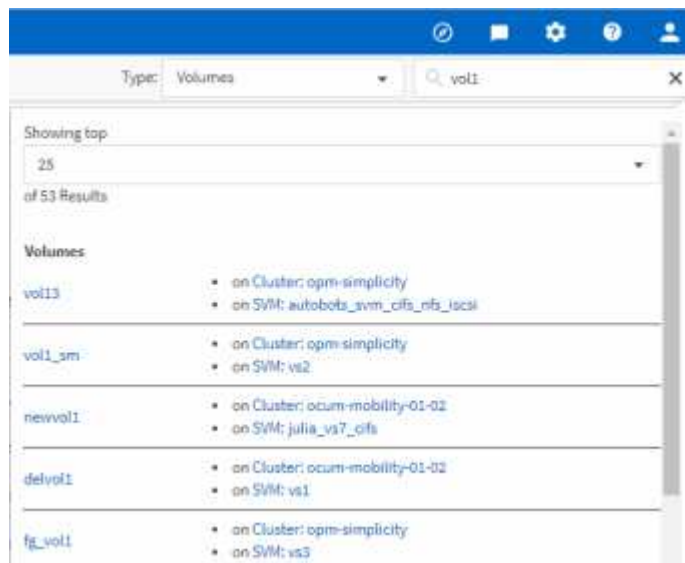 Type: Volumes vol1
Showing top
25
of 53 Results
Volumes
vol13
• on Cluster: opm-simplicity
• on SVM: autobots_svm_cifs_nfs_iscsi
vol1_sm
• on Cluster: opm-simplicity
• on SVM: vs2
newvol1
• on Cluster: ocum-mobility-01-02
• on SVM: julia_vs7_cifs
delvol1
• on Cluster: ocum-mobility-01-02
• on SVM: vs1
fg_vol1
• on Cluster: opm-simplicity
• on SVM: vs3